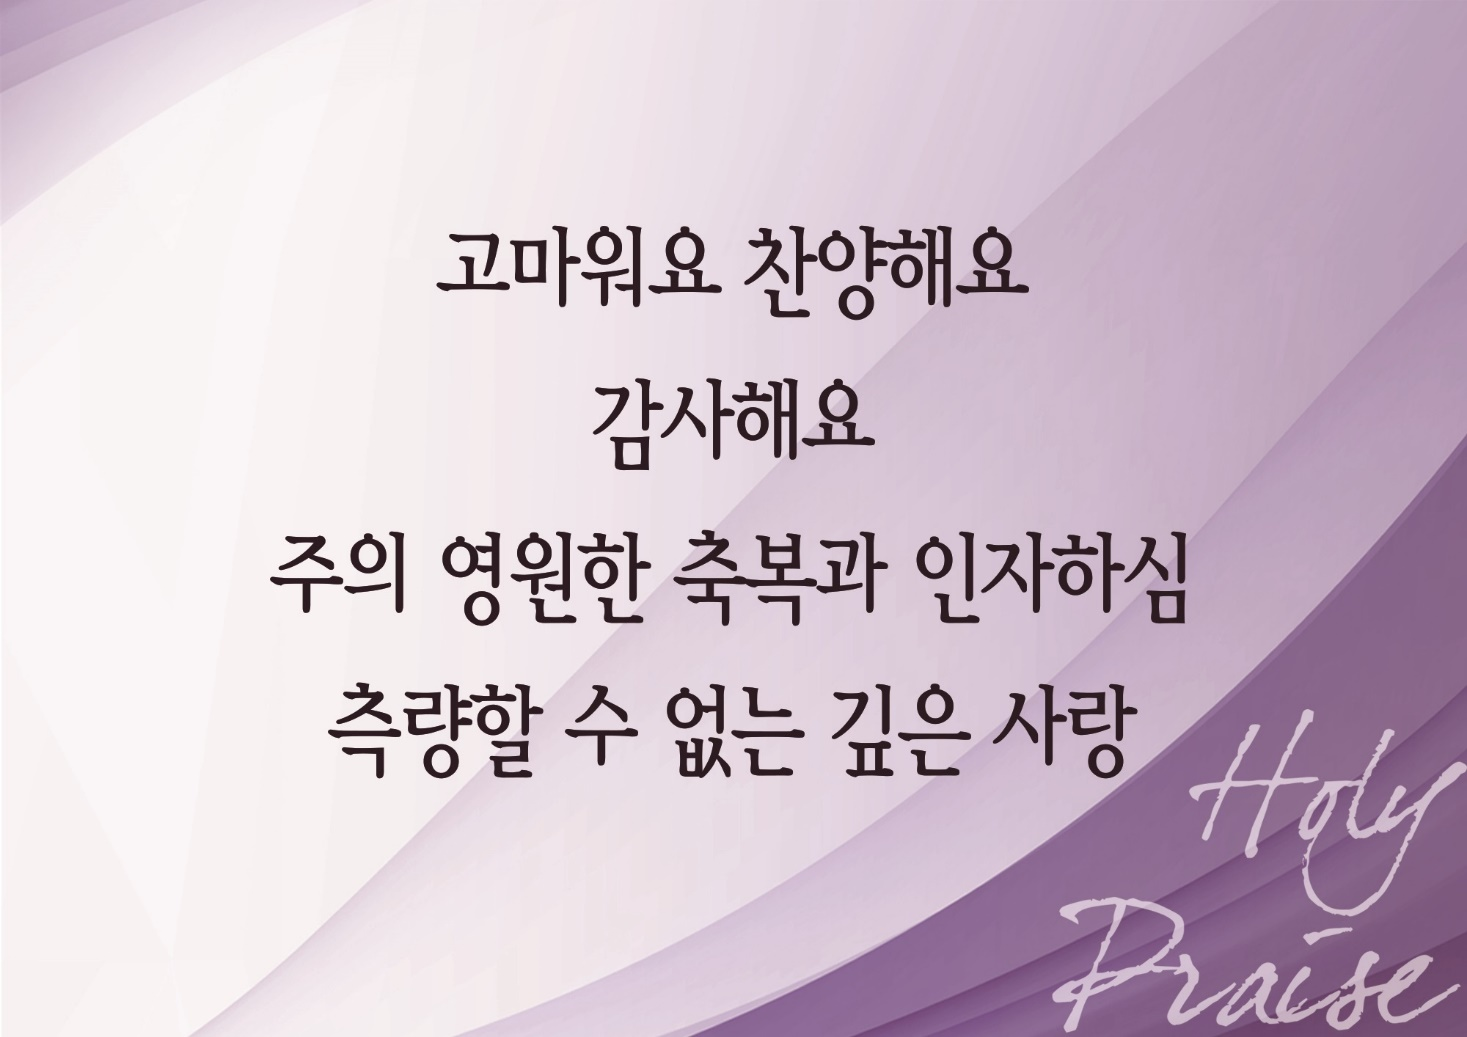 고마워요 찬양해요
감사해요
주의 영원한 축복과 인자하심
측량할 수 없는 깊은 사랑
Holy
Praise